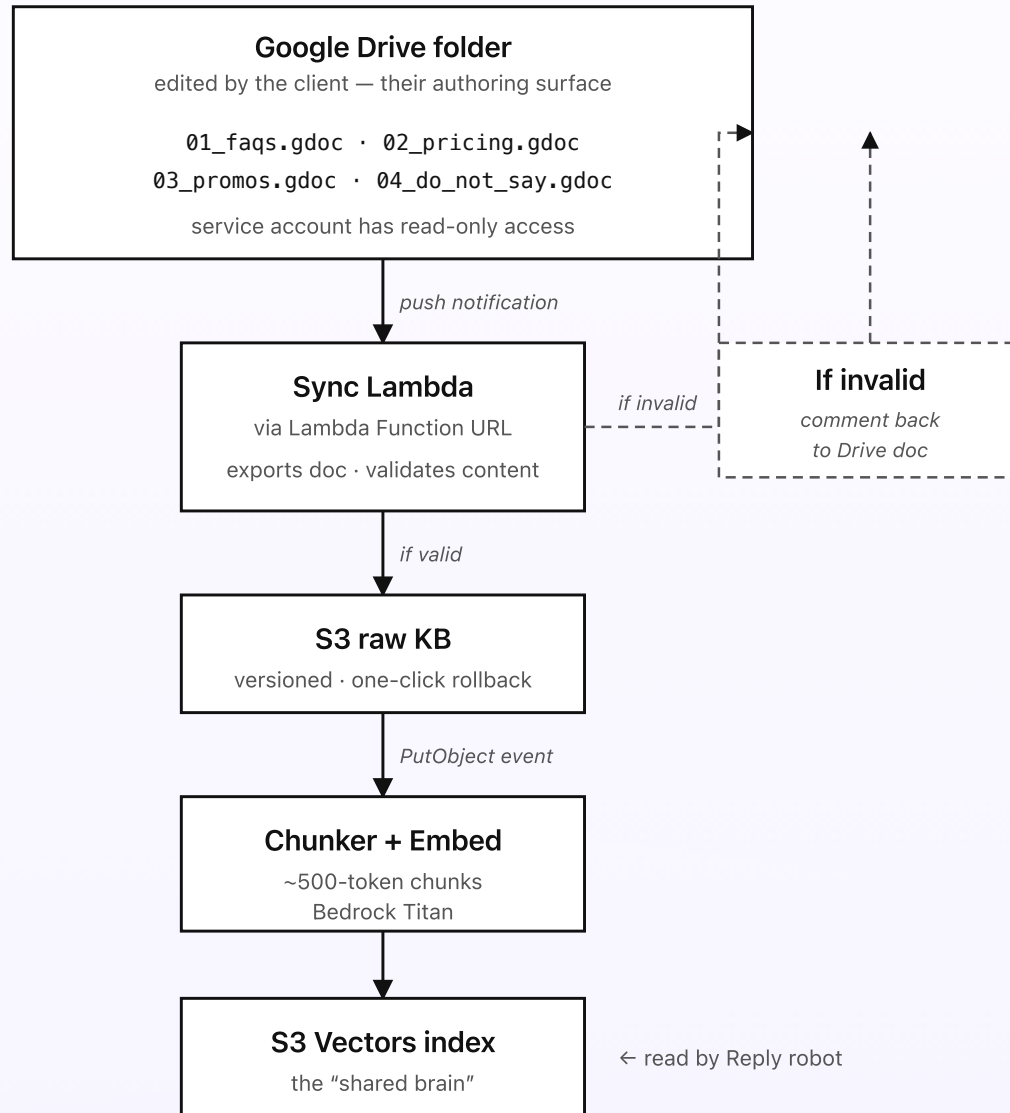 Google Drive folder
edited by the client — their authoring surface
01_faqs.gdoc · 02_pricing.gdoc
03_promos.gdoc · 04_do_not_say.gdoc
service account has read-only access
push notification
Sync Lambda
via Lambda Function URL
exports doc · validates content
if invalid
If invalid
comment back
to Drive doc
if valid
S3 raw KB
versioned · one-click rollback
PutObject event
Chunker + Embed
~500-token chunks
Bedrock Titan
S3 Vectors index
the “shared brain”
← read by Reply robot